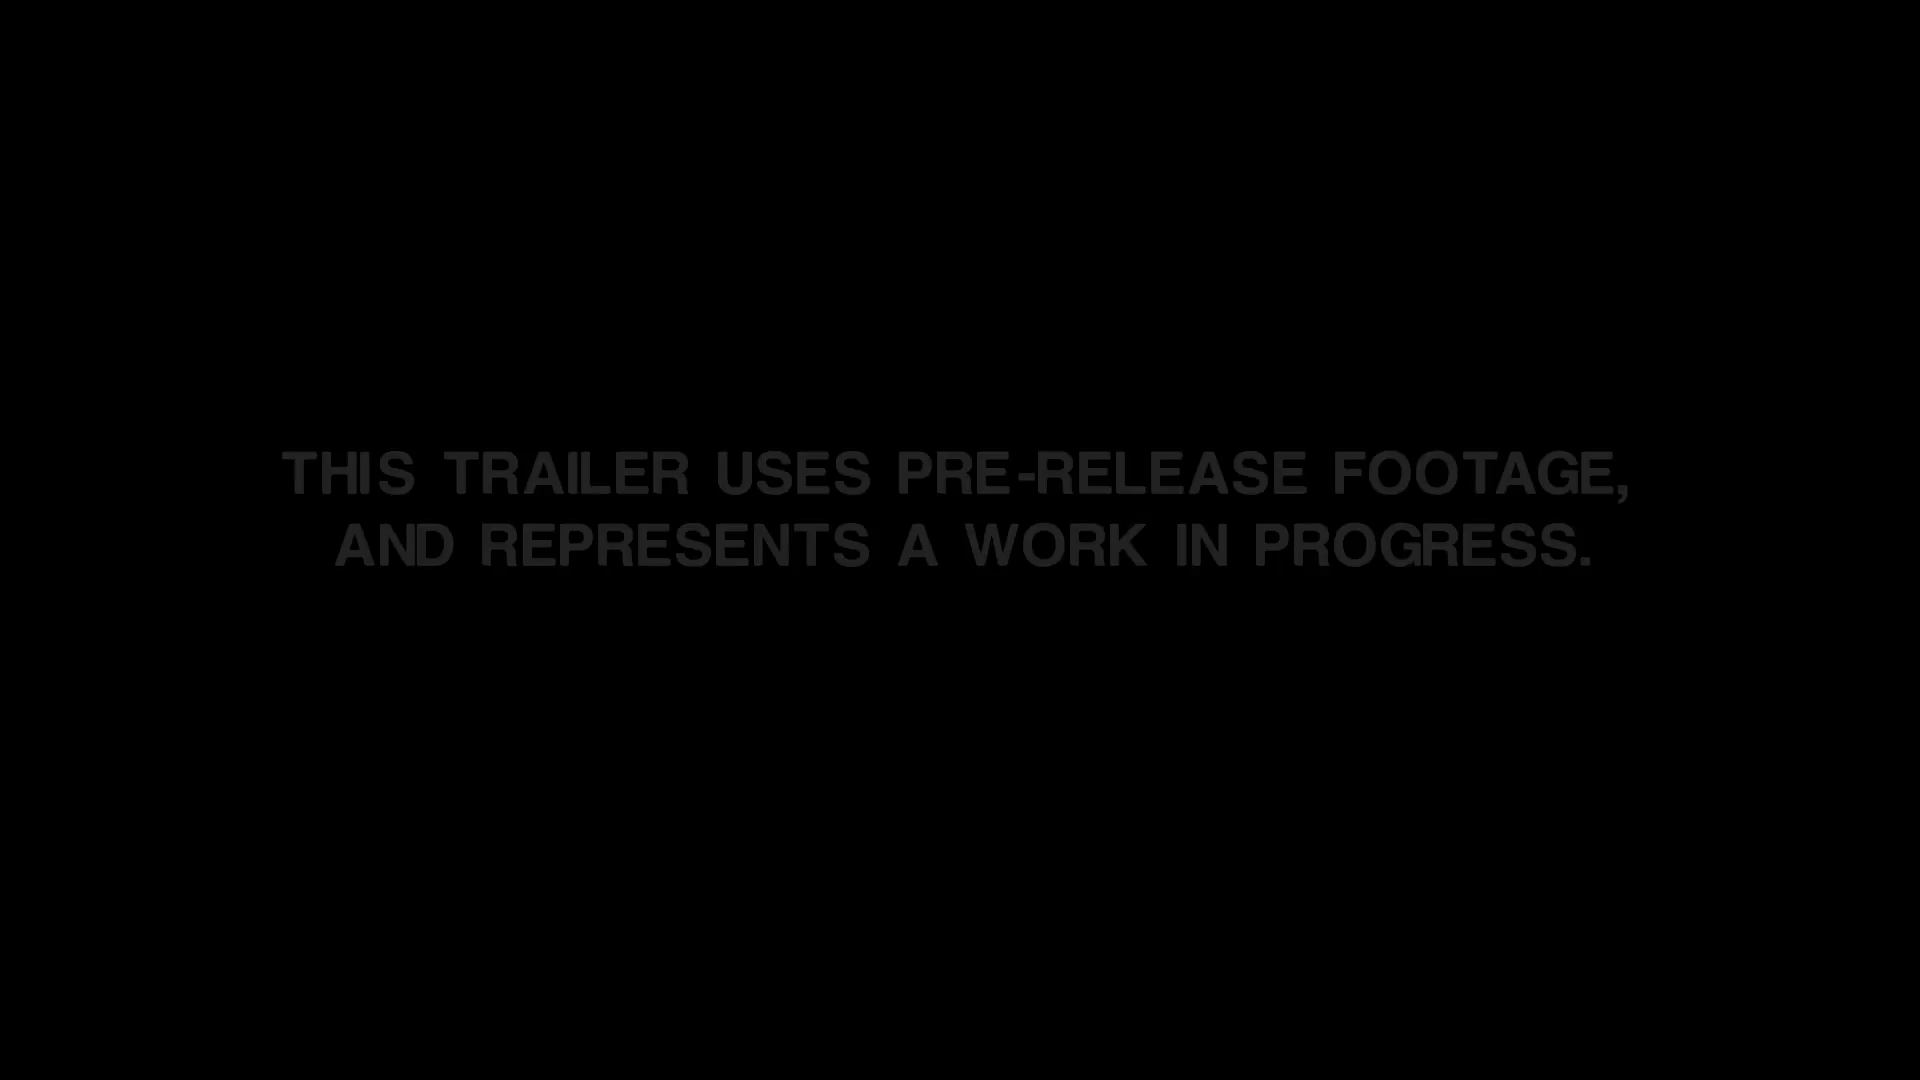 THIS TRAILER USES PRE-RELEASE FOOTAGE,
AND REPRESENTS A WORK IN PROGRESS.